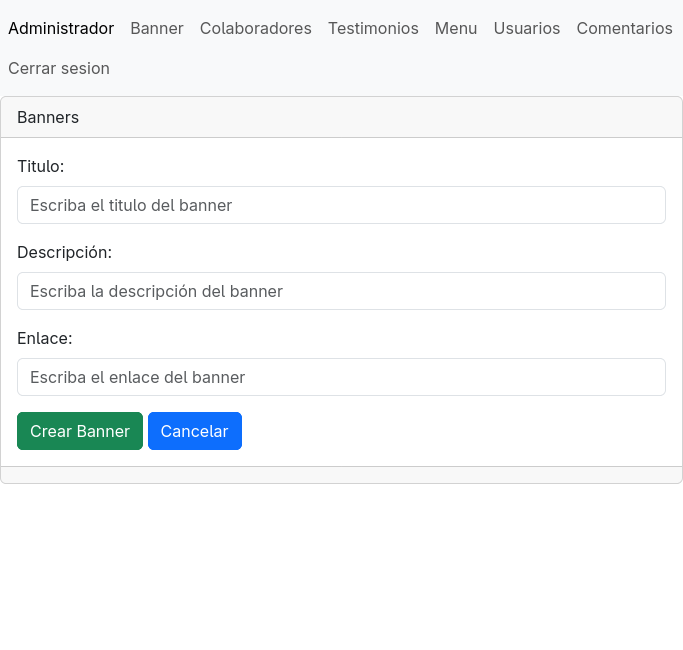 Administrador Banner Colaboradores Testimonios Menu Usuarios Comentarios
Cerrar sesion
Banners
Titulo:
Escriba el titulo del banner
Descripción:
Escriba la descripción del banner
Enlace:
Escriba el enlace del banner
Crear Banner Cancelar